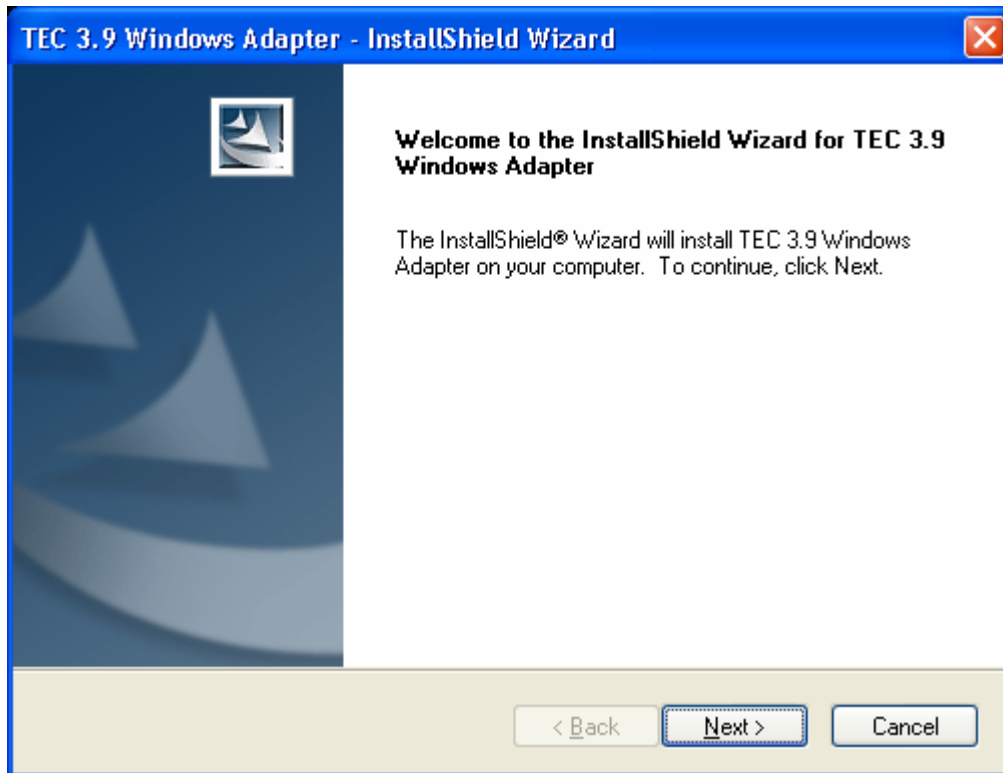 TEC 3.9 Windows Adapter - InstallShield Wizard
Welcome to the InstallShield Wizard for TEC 3.9
Windows Adapter
The InstallShield® Wizard will install TEC 3.9 Windows
Adapter on your computer.  To continue, click Next.
< Back
Next >
Cancel